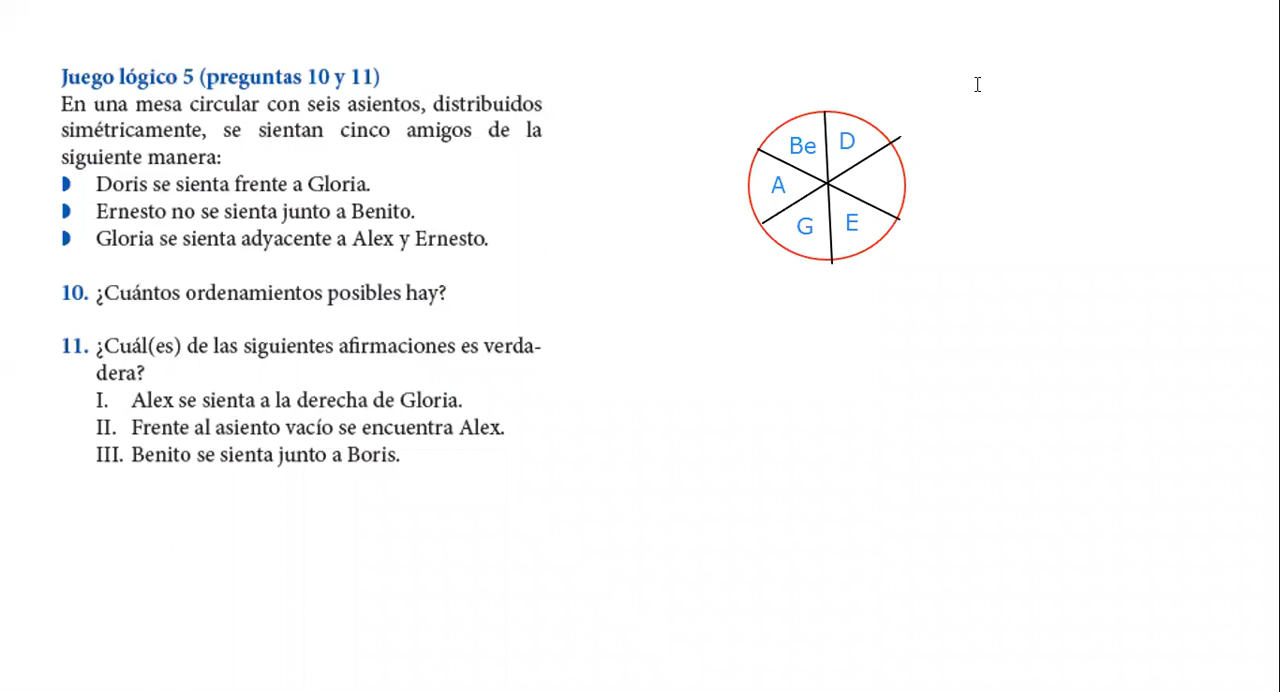 Juego lógico 5 (preguntas 10 y 11)
En una mesa circular con seis asientos, distribuidos
simétricamente, se sientan cinco amigos de la
siguiente manera:
Doris se sienta frente a Gloria.
Ernesto no se sienta junto a Benito.
Gloria se sienta adyacente a Alex y Ernesto.
10. ¿Cuántos ordenamientos posibles hay?
11. ¿Cuál(es) de las siguientes afirmaciones es verda-
dera?
I. Alex se sienta a la derecha de Gloria.
II. Frente al asiento vacío se encuentra Alex.
III. Benito se sienta junto a Boris.
Be D
A
G E